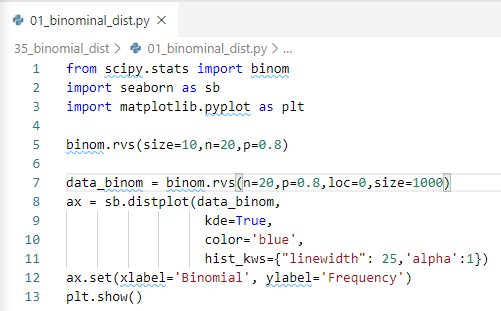 01_binominal_dist.py ×
35_binomial_dist > 01_binominal_dist.py > ...
1 from scipy.stats import binom
2 import seaborn as sb
3 import matplotlib.pyplot as plt
4
5 binom.rvs(size=10,n=20,p=0.8)
6
7 data_binom = binom.rvs(n=20,p=0.8,loc=0,size=1000)
8 ax = sb.distplot(data_binom,
9 kde=True,
10 color='blue',
11 hist_kws={"linewidth": 25,'alpha':1})
12 ax.set(xlabel='Binomial', ylabel='Frequency')
13 plt.show()